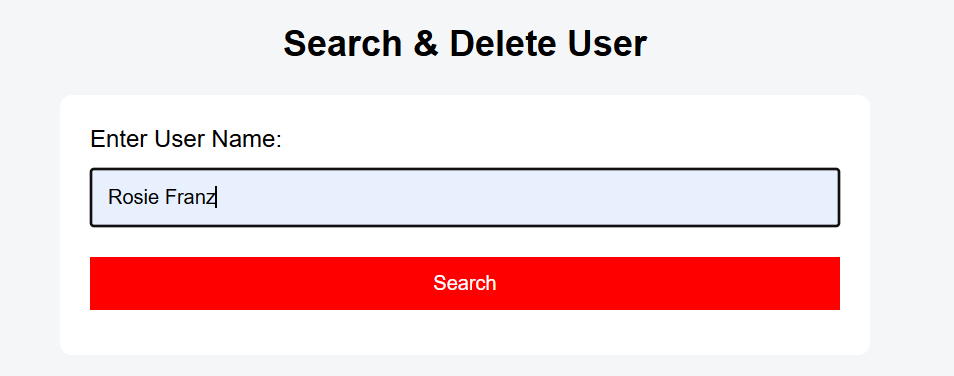 Search & Delete User
Enter User Name:
Rosie Franz
Search